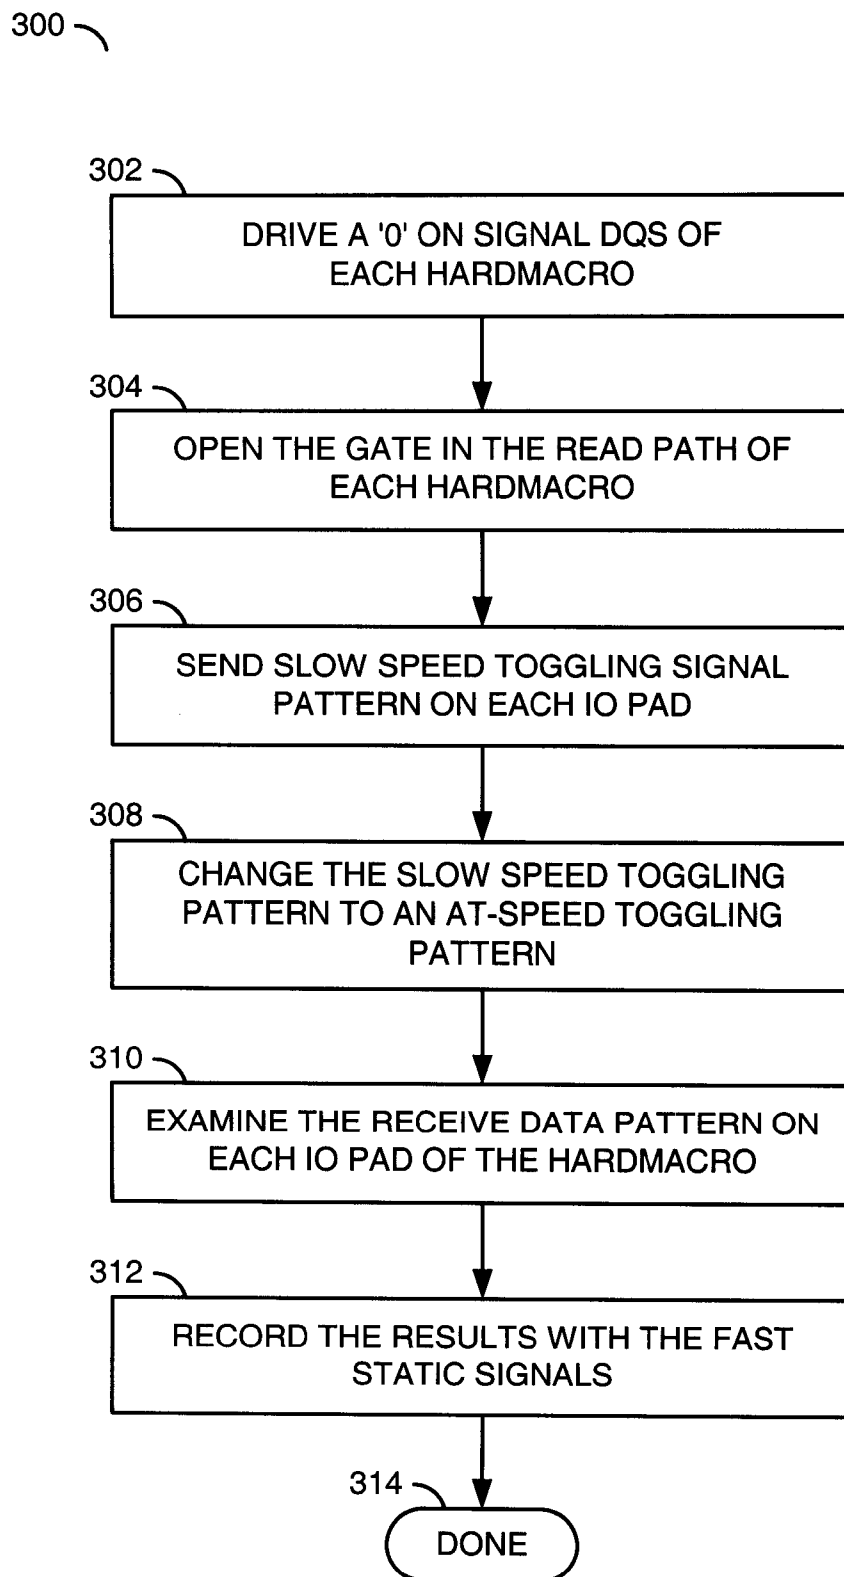 300
302
DRIVE A '0' ON SIGNAL DQS OF
EACH HARDMACRO
304
OPEN THE GATE IN THE READ PATH OF
EACH HARDMACRO
306
SEND SLOW SPEED TOGGLING SIGNAL
PATTERN ON EACH IO PAD
308
CHANGE THE SLOW SPEED TOGGLING
PATTERN TO AN AT-SPEED TOGGLING
PATTERN
310
EXAMINE THE RECEIVE DATA PATTERN ON
EACH IO PAD OF THE HARDMACRO
312
RECORD THE RESULTS WITH THE FAST
STATIC SIGNALS
314
DONE